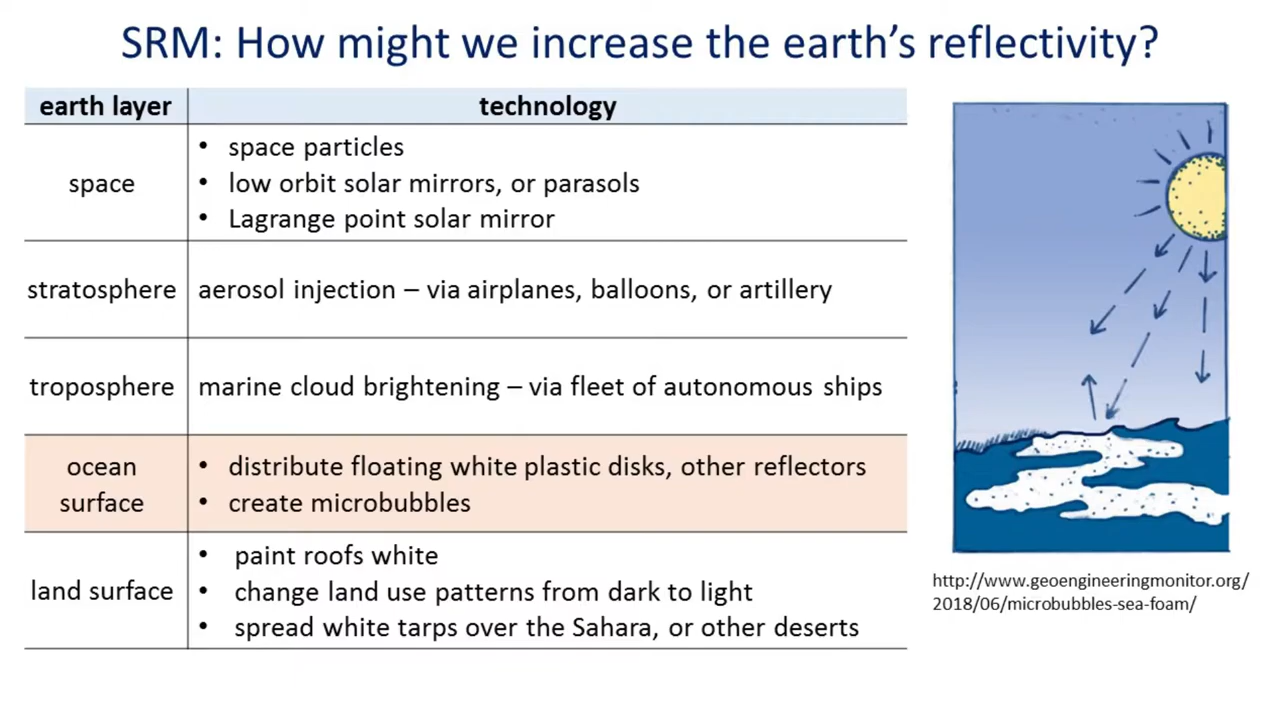 SRM: How might we increase the earth's reflectivity?
earth layer technology
space
• space particles
• low orbit solar mirrors, or parasols
• Lagrange point solar mirror
stratosphere aerosol injection – via airplanes, balloons, or artillery
troposphere marine cloud brightening – via fleet of autonomous ships
ocean
surface
• distribute floating white plastic disks, other reflectors
• create microbubbles
land surface
• paint roofs white
• change land use patterns from dark to light
• spread white tarps over the Sahara, or other deserts
http://www.geoengineeringmonitor.org/
2018/06/microbubbles-sea-foam/